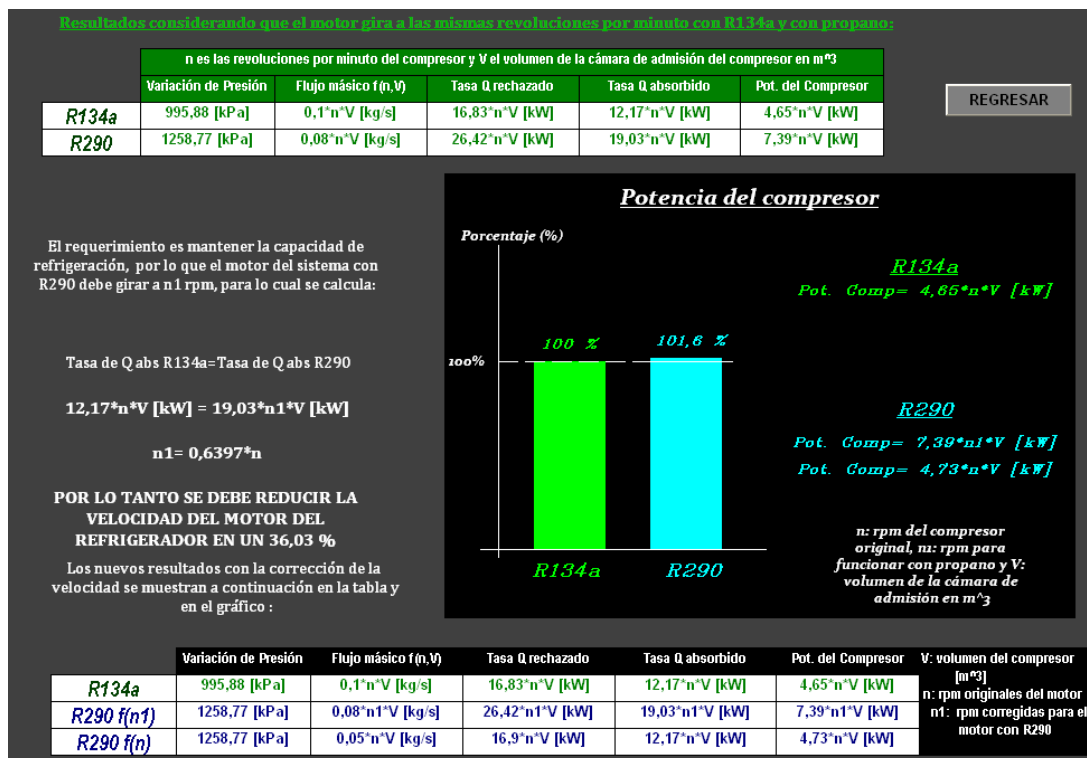 Resultados considerando que el motor gira a las mismas revoluciones por minuto con R134a y con propano:
n es las revoluciones por minuto del compresor y V el volumen de la cámara de admisión del compresor en m^3
Variación de Presión Flujo másico f(n,V) Tasa Q rechazado Tasa Q absorbido Pot. del Compresor
R134a 995,88 [kPa] 0,1*n*V [kg/s] 16,83*n*V [kW] 12,17*n*V [kW] 4,65*n*V [kW]
R290 1258,77 [kPa] 0,08*n*V [kg/s] 26,42*n*V [kW] 19,03*n*V [kW] 7,39*n*V [kW]
REGRESAR
El requerimiento es mantener la capacidad de
refrigeración, por lo que el motor del sistema con
R290 debe girar a n1 rpm, para lo cual se calcula:
Tasa de Q abs R134a=Tasa de Q abs R290
12,17*n*V [kW] = 19,03*n1*V [kW]
n1= 0,6397*n
POR LO TANTO SE DEBE REDUCIR LA
VELOCIDAD DEL MOTOR DEL
REFRIGERADOR EN UN 36,03 %
Los nuevos resultados con la corrección de la
velocidad se muestran a continuación en la tabla y
en el gráfico :
Potencia del compresor
Porcentaje (%)
100%
100 %
101,6 %
R134a
R290
R134a
Pot. Comp= 4,65*n*V [kW]
R290
Pot. Comp= 7,39*n1*V [kW]
Pot. Comp= 4,73*n*V [kW]
n: rpm del compresor
original, n1: rpm para
funcionar con propano y V:
volumen de la cámara de
admisión en m^3
Variación de Presión Flujo másico f(n,V) Tasa Q rechazado Tasa Q absorbido Pot. del Compresor
R134a 995,88 [kPa] 0,1*n*V [kg/s] 16,83*n*V [kW] 12,17*n*V [kW] 4,65*n*V [kW]
R290 f(n1) 1258,77 [kPa] 0,08*n1*V [kg/s] 26,42*n1*V [kW] 19,03*n1*V [kW] 7,39*n1*V [kW]
R290 f(n) 1258,77 [kPa] 0,05*n*V [kg/s] 16,9*n*V [kW] 12,17*n*V [kW] 4,73*n*V [kW]
V: volumen del compresor
[m^3]
n: rpm originales del motor
n1: rpm corregidas para el
motor con R290